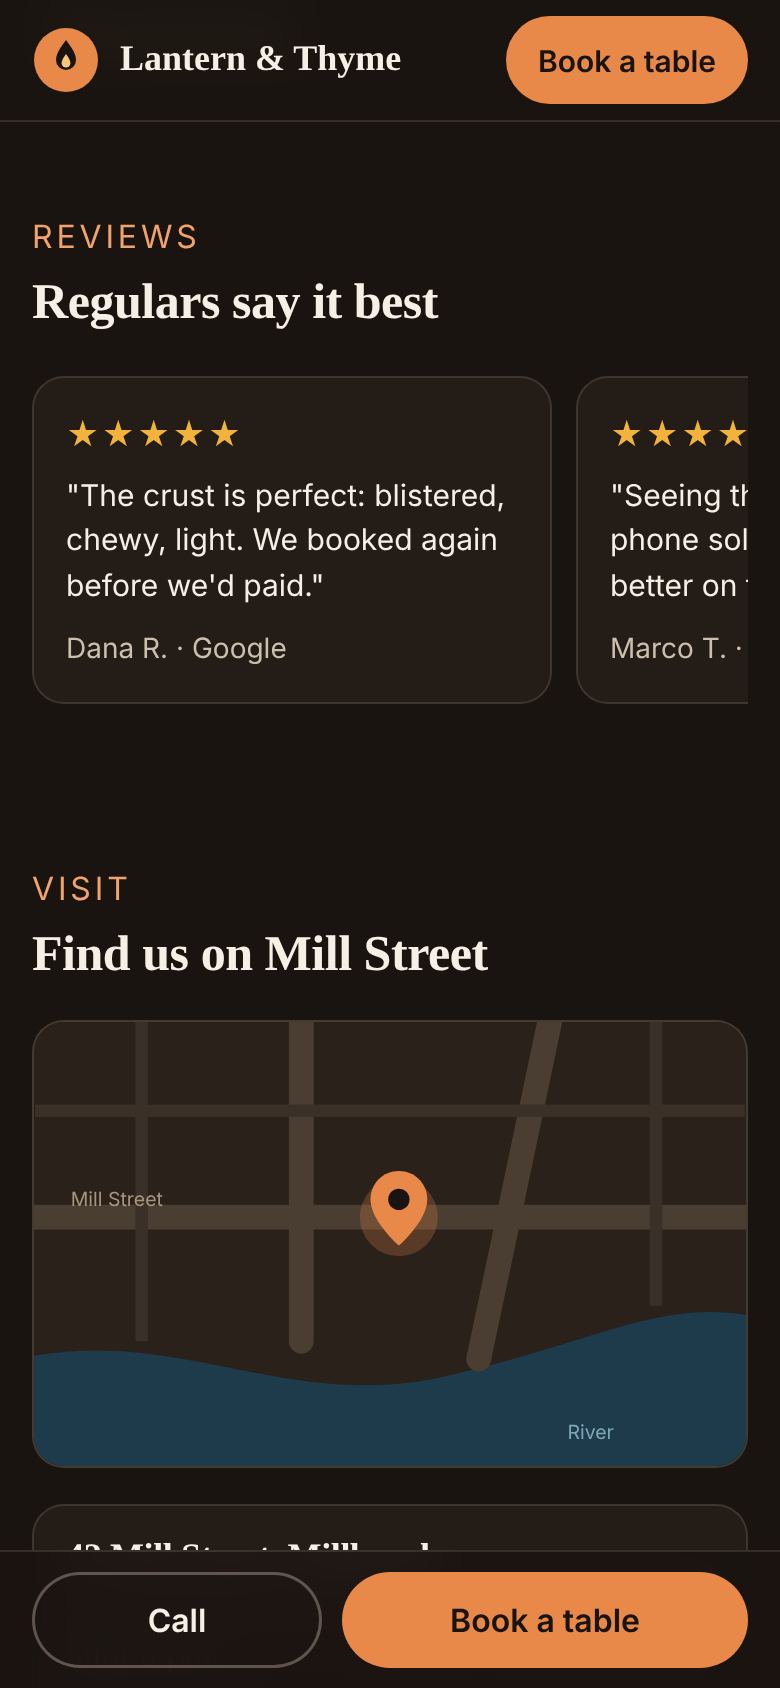 Lantern & Thyme
Book a table
REVIEWS
Regulars say it best
★★★★★
"The crust is perfect: blistered,
chewy, light. We booked again
before we'd paid."
Dana R. · Google
★★★★
"Seeing
phone
better on
Marco T. ·
VISIT
Find us on Mill Street
Mill Street
River
Mill Street,
Call
Book a table